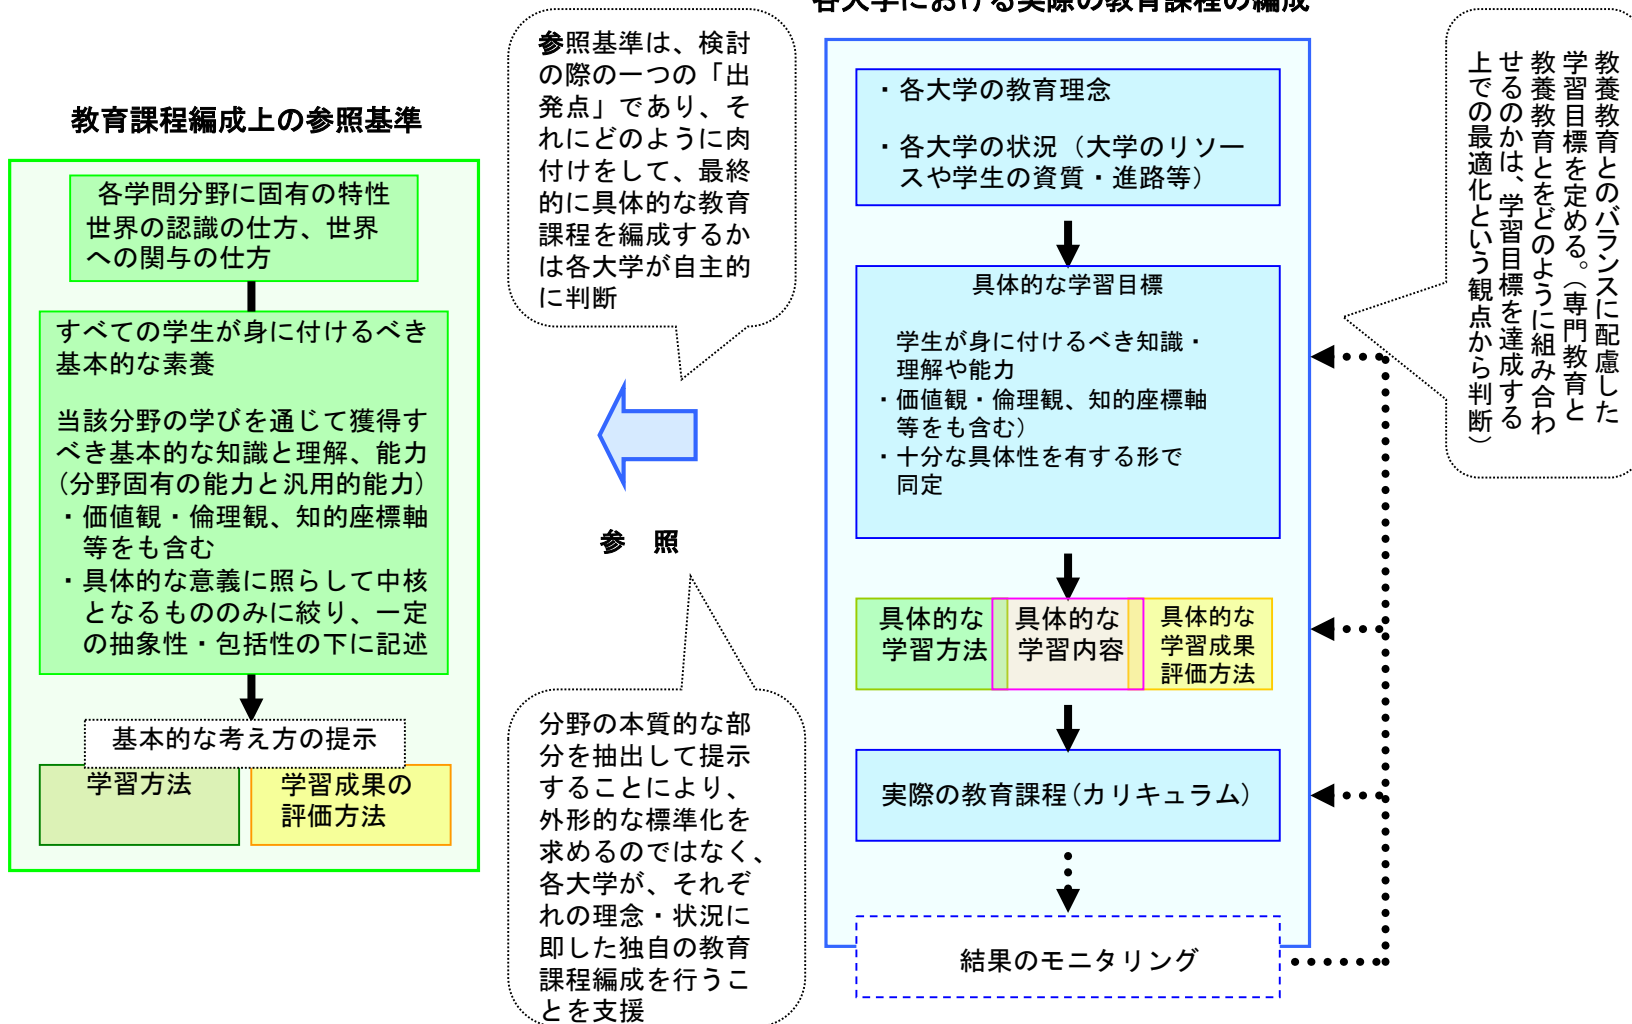 各大学における実際の教育課程の編成
教育課程編成上の参照基準
各学問分野に固有の特性
世界の認識の仕方、世界
への関与の仕方
すべての学生が身に付けるべき
基本的な素養
当該分野の学びを通じて獲得す
べき基本的な知識と理解、能力
（分野固有の能力と汎用的能力）
・価値観・倫理観、知的座標軸
等をも含む
・具体的な意義に照らして中核
となるもののみに絞り、一定
の抽象性・包括性の下に記述
基本的な考え方の提示
学習方法
学習成果の
評価方法
参照基準は、検討
の際の一つの「出
発点」であり、そ
れにどのように肉
付けをして、最終
的に具体的な教育
課程を編成するか
は各大学が自主的
に判断
参　照
分野の本質的な部
分を抽出して提示
することにより、
外形的な標準化を
求めるのではなく、
各大学が、それぞ
れの理念・状況に
即した独自の教育
課程編成を行うこ
とを支援
・各大学の教育理念
・各大学の状況（大学のリソー
スや学生の資質・進路等）
具体的な学習目標
学生が身に付けるべき知識・
理解や能力
・価値観・倫理観、知的座標軸
等をも含む）
・十分な具体性を有する形で
同定
具体的な
学習方法
具体的な
学習内容
具体的な
学習成果
評価方法
実際の教育課程（カリキュラム）
結果のモニタリング
教養教育とのバランスに配慮した
学習目標を定める。（専門教育と
教養教育とをどのように組み合わ
せるのかは、学習目標を達成する
上での最適化という観点から判断）